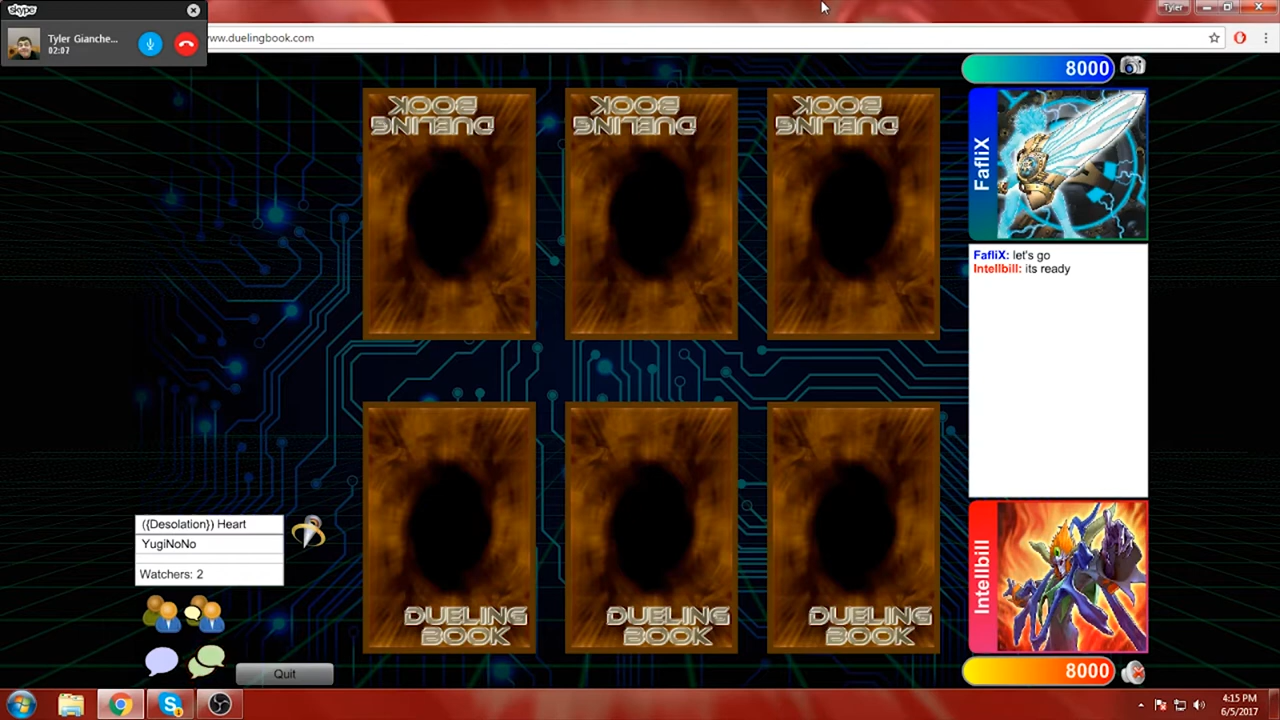 skype
Tyler Gianche...
02:07
Tyler
www.duelingbook.com
8000
DUELING BOOK
DUELING BOOK
DUELING BOOK
FafliX
FafliX: let's go
Intellbill: its ready
DUELING
BOOK
DUELING
BOOK
DUELING
BOOK
({Desolation}) Heart
YugiNoNo
Watchers: 2
Intellbill
Quit
8000
4:15 PM
6/5/2017